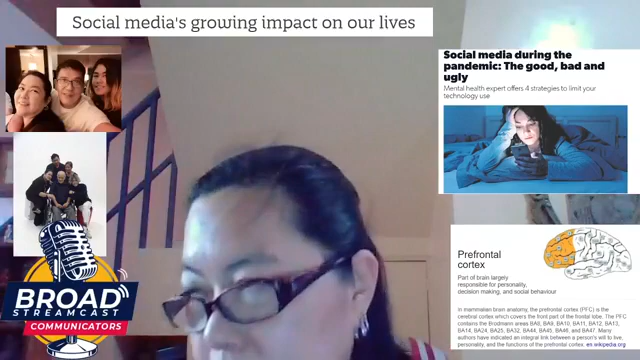 Social media's growing impact on our lives
Social media during the
pandemic: The good, bad and
ugly
Mental health expert offers 4 strategies to limit your
technology use
Prefrontal
cortex
Part of brain largely
responsible for personality,
decision making, and social behaviour
In mammalian brain anatomy, the prefrontal cortex (PFC) is the
cerebral cortex which covers the front part of the frontal lobe. The PFC
contains the Brodmann areas BA8, BA9, BA10, BA11, BA12, BA13,
BA14, BA24, BA25, BA32, BA44, BA45, BA46, and BA47. Many
authors have indicated an integral link between a person's will to live,
personality, and the functions of the prefrontal cortex. en.wikipedia.org
BROAD
STREAMCAST
COMMUNICATORS